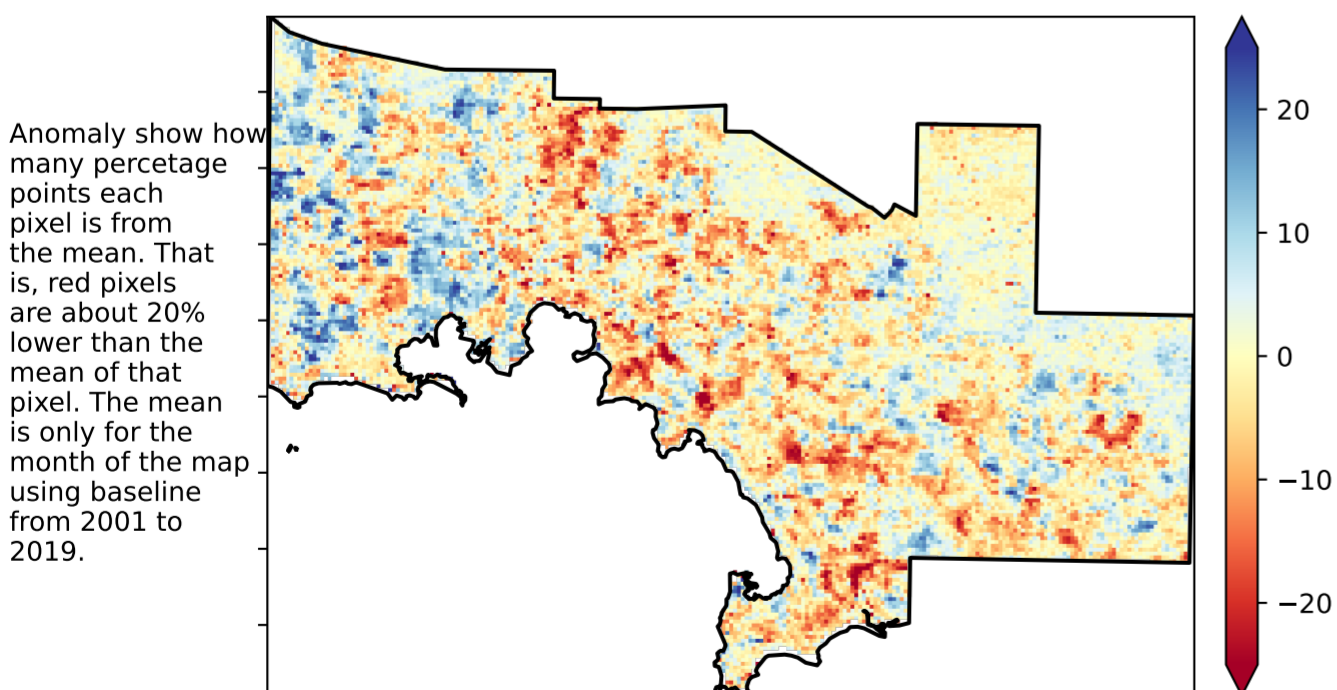 Anomaly show how
many percetage
points each
pixel is from
the mean. That
is, red pixels
are about 20%
lower than the
mean of that
pixel. The mean
is only for the
month of the map
using baseline
from 2001 to
2019.
20
10
0
−10
−20